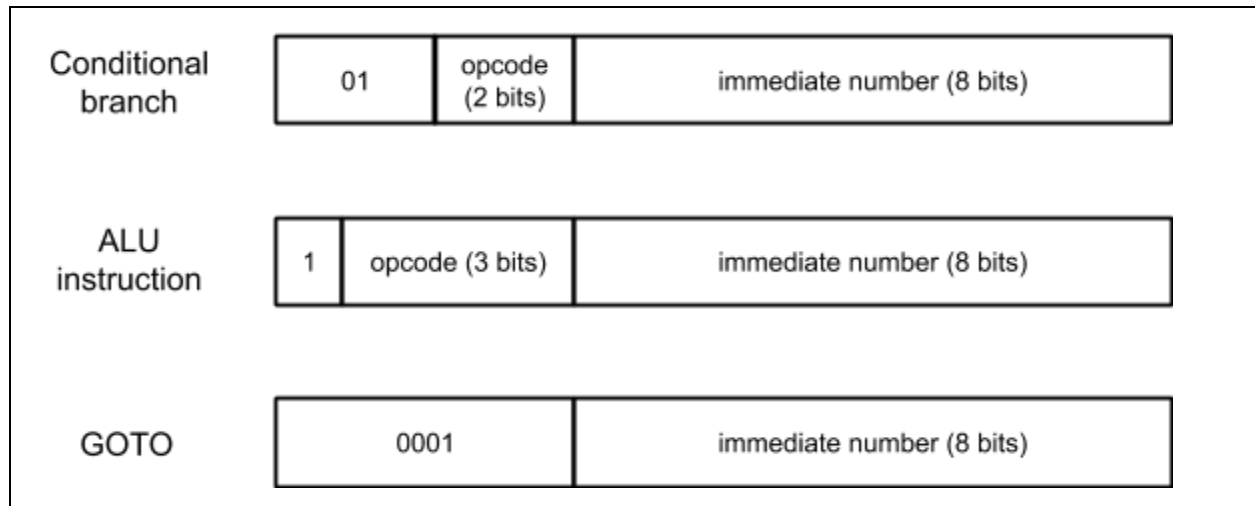 Conditional
branch
01
opcode
(2 bits)
immediate number (8 bits)
ALU
instruction
1
opcode (3 bits)
immediate number (8 bits)
GOTO
0001
immediate number (8 bits)